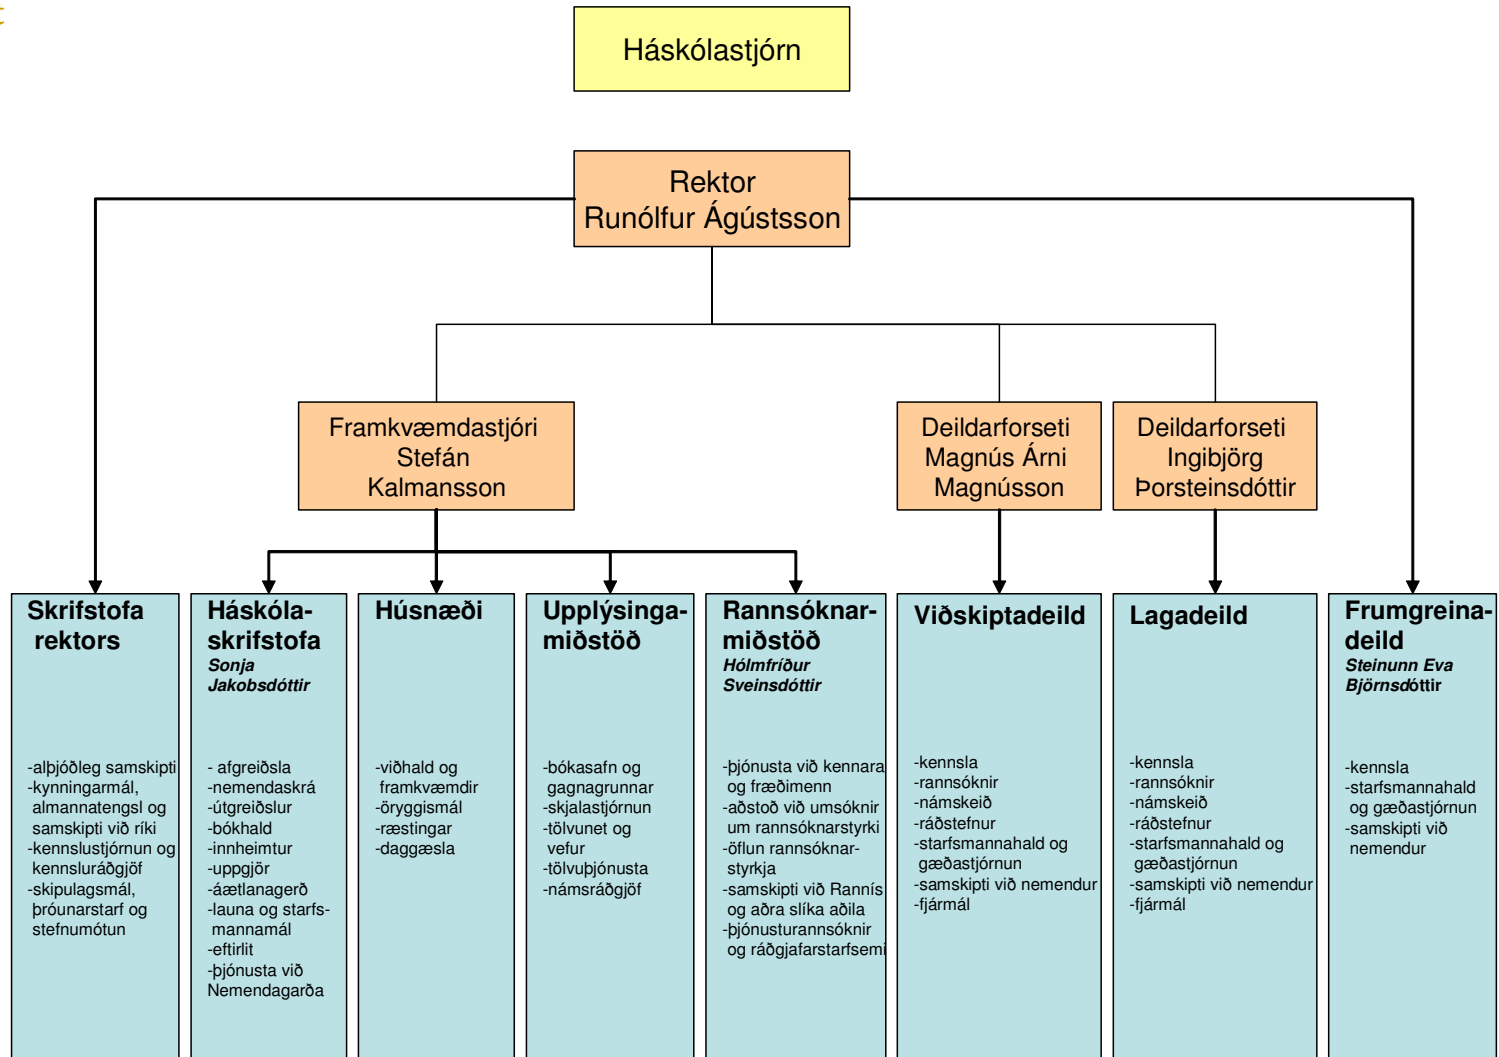 Háskólastjórn
Rektor
Runólfur Ágústsson
Framkvæmdastjóri
Stefán
Kalmansson
Deildarforseti
Magnús Árni
Magnússon
Deildarforseti
Ingibjörg
Þorsteinsdóttir
Skrifstofa
rektors
-alþjóðleg samskipti
-kynningarmál,
almannatengsl og
samskipti við ríki
-kennslustjórnun og
kennsluráðgjöf
-skipulagsmál,
þróunarstarf og
stefnumótun
Háskóla-
skrifstofa
Sonja
Jakobsdóttir
- afgreiðsla
-nemendaskrá
-útgreiðslur
-bókhald
-innheimtur
-uppgjör
-áætlanagerð
-launa og starfs-
mannamál
-eftirlit
-þjónusta við
Nemendagarða
Húsnæði
-viðhald og
framkvæmdir
-öryggismál
-ræstingar
-daggæsla
Upplýsinga-
miðstöð
-bókasafn og
gagnagrunnar
-skjalastjórnun
-tölvunet og
vefur
-tölvuþjónusta
-námsráðgjöf
Rannsóknar-
miðstöð
Hólmfríður
Sveinsdóttir
-þjónusta við kennara
og fræðimenn
-aðstoð við umsóknir
um rannsóknarstyrki
-öflun rannsóknar-
styrkja
-samskipti við Rannís
og aðra slíka aðila
-þjónusturannsóknir
og ráðgjafarstarfsemi
Viðskiptadeild
-kennsla
-rannsóknir
-námskeið
-ráðstefnur
-starfsmannahald og
gæðastjórnun
-samskipti við nemendur
-fjármál
Lagadeild
-kennsla
-rannsóknir
-námskeið
-ráðstefnur
-starfsmannahald og
gæðastjórnun
-samskipti við nemendur
-fjármál
Frumgreina-
deild
Steinunn Eva
Björnsdóttir
-kennsla
-starfsmannahald
og gæðastjórnun
-samskipti við
nemendur